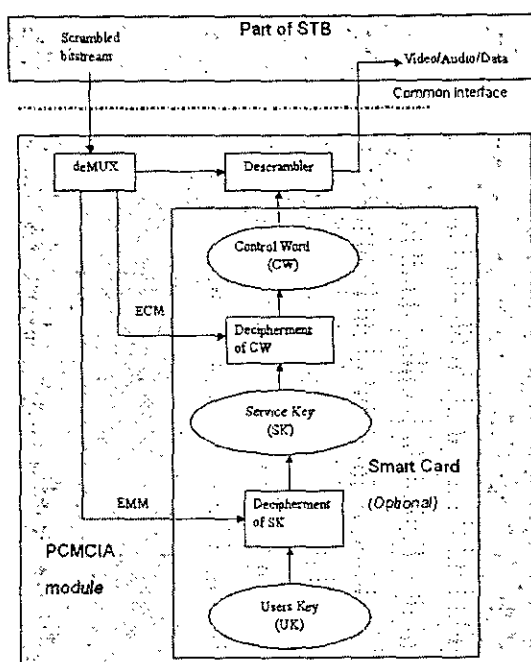 Part of STB
Scrambled
bitstream
Video/Audio/Data
Common Interface
deMUX
Descrambler
Control Word
(CW)
ECM
Decipherment
of CW
Service Key
(SK)
Smart Card
(Optional)
EMM
Decipherment
of SK
PCMCIA
module
Users Key
(UK)